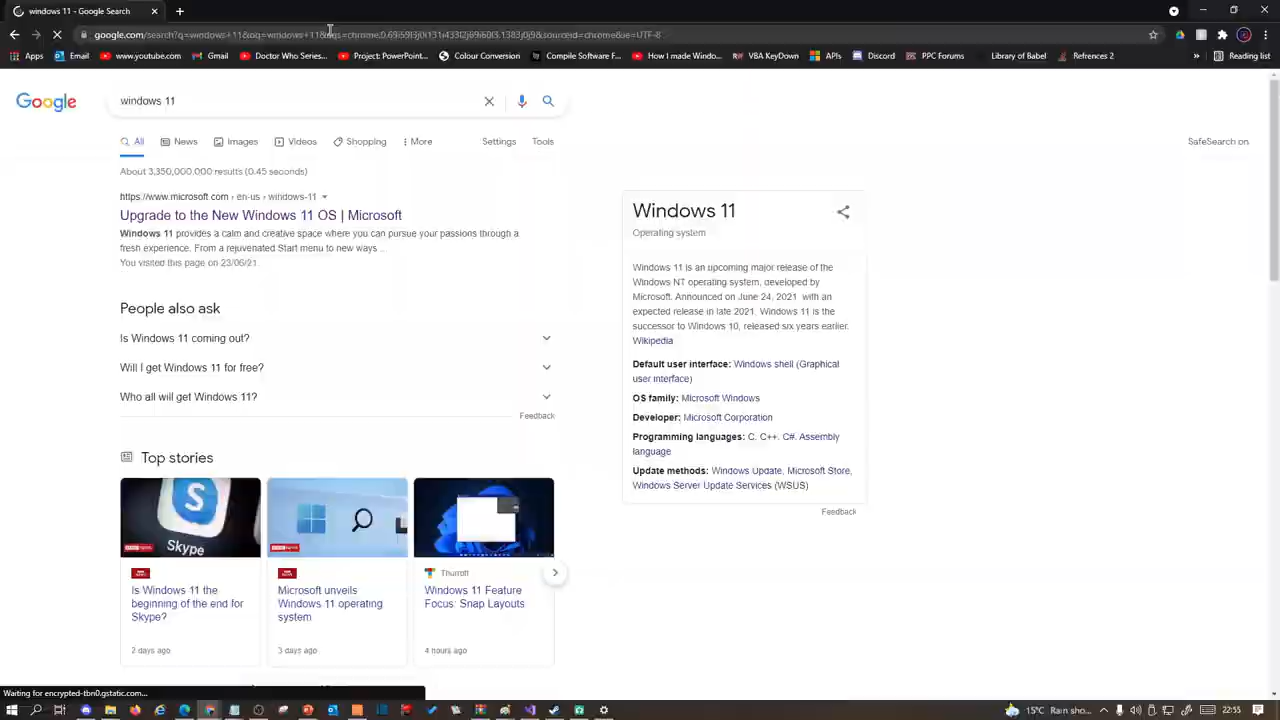 windows 11 - Google Search
Apps
Email
www.youtube.com
Gmail
Doctor Who Series...
Project: PowerPoint...
Colour Conversion
Compile Software F...
How I made Windo...
VBA Keydown
APIs
Discord
PPC Forums
Library of Babel
Refrences 2
»
Reading list
Google
windows 11
All
News
Images
Videos
Shopping
More
Settings
Tools
SafeSearch on
About 3,350,000,000 results (0.45 seconds)
https://www.microsoft.com › en-us › windows-11
Upgrade to the New Windows 11 OS | Microsoft
Windows 11 provides a calm and creative space where you can pursue your passions through a
fresh experience. From a rejuvenated Start menu to new ways ...
You visited this page on 23/06/21.
People also ask
Is Windows 11 coming out?
Will I get Windows 11 for free?
Who all will get Windows 11?
Feedback
Top stories
Skype
Is Windows 11 the
beginning of the end for
Skype?
2 days ago
Microsoft unveils
Windows 11 operating
system
3 days ago
Thurrott
Windows 11 Feature
Focus: Snap Layouts
4 hours ago
Windows 11
Operating system
Windows 11 is an upcoming major release of the
Windows NT operating system, developed by
Microsoft. Announced on June 24, 2021 with an
expected release in late 2021, Windows 11 is the
successor to Windows 10, released six years earlier.
Wikipedia
Default user interface: Windows shell (Graphical
user interface)
OS family: Microsoft Windows
Developer: Microsoft Corporation
Programming languages: C, C++, C#, Assembly
language
Update methods: Windows Update, Microsoft Store,
Windows Server Update Services (WSUS)
Feedback
Waiting for encrypted-tbn0.gstatic.com...
15°C Rain sho...
22:55